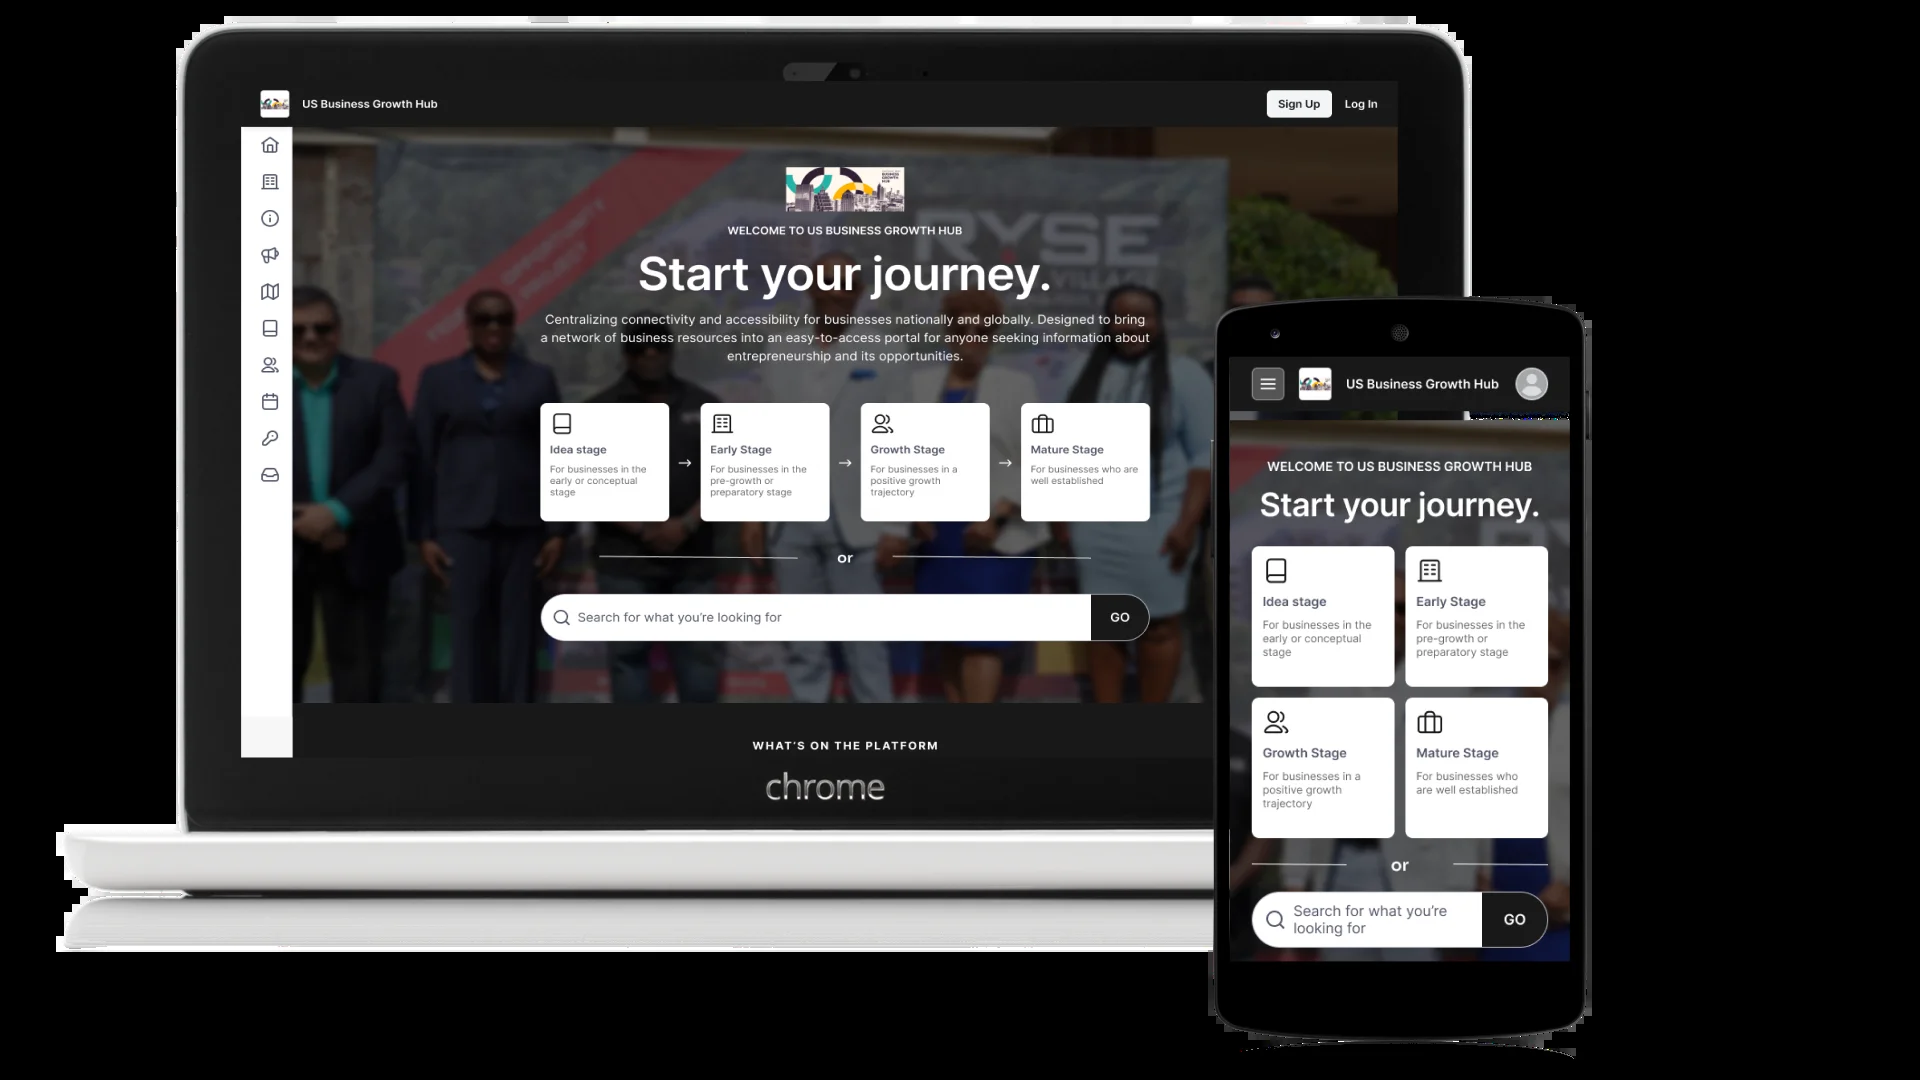 US Business Growth Hub
Sign Up
Log In
BUSINESS
GROWTH
HUB
RYSE
VILLAGE
WELCOME TO US BUSINESS GROWTH HUB
Start your journey.
Centralizing connectivity and accessibility for businesses nationally and globally. Designed to bring
a network of business resources into an easy-to-access portal for anyone seeking information about
entrepreneurship and its opportunities.
Idea stage
For businesses in the
early or conceptual
stage
Early Stage
For businesses in the
pre-growth or
preparatory stage
Growth Stage
For businesses in a
positive growth
trajectory
Mature Stage
For businesses who are
well established
or
Search for what you’re looking for
GO
WHAT’S ON THE PLATFORM
chrome
US Business Growth Hub
WELCOME TO US BUSINESS GROWTH HUB
Start your journey.
Idea stage
For businesses in the
early or conceptual
stage
Early Stage
For businesses in the
pre-growth or
preparatory stage
Growth Stage
For businesses in a
positive growth
trajectory
Mature Stage
For businesses who
are well established
or
Search for what you’re
looking for
GO